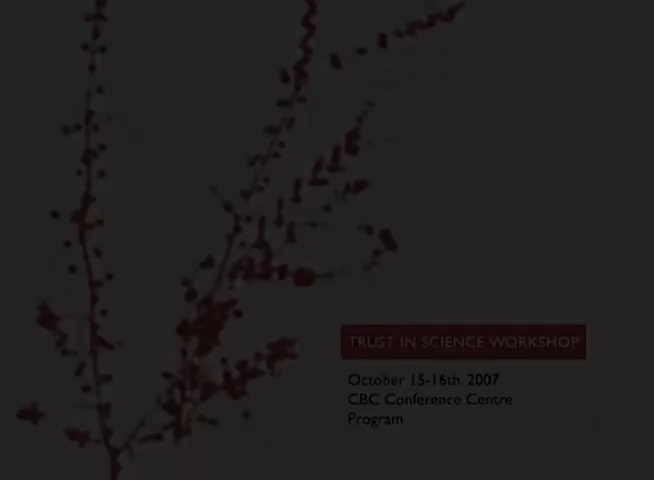 TRUST IN SCIENCE WORKSHOP
October 15-16th, 2007
CBC Conference Centre
Program